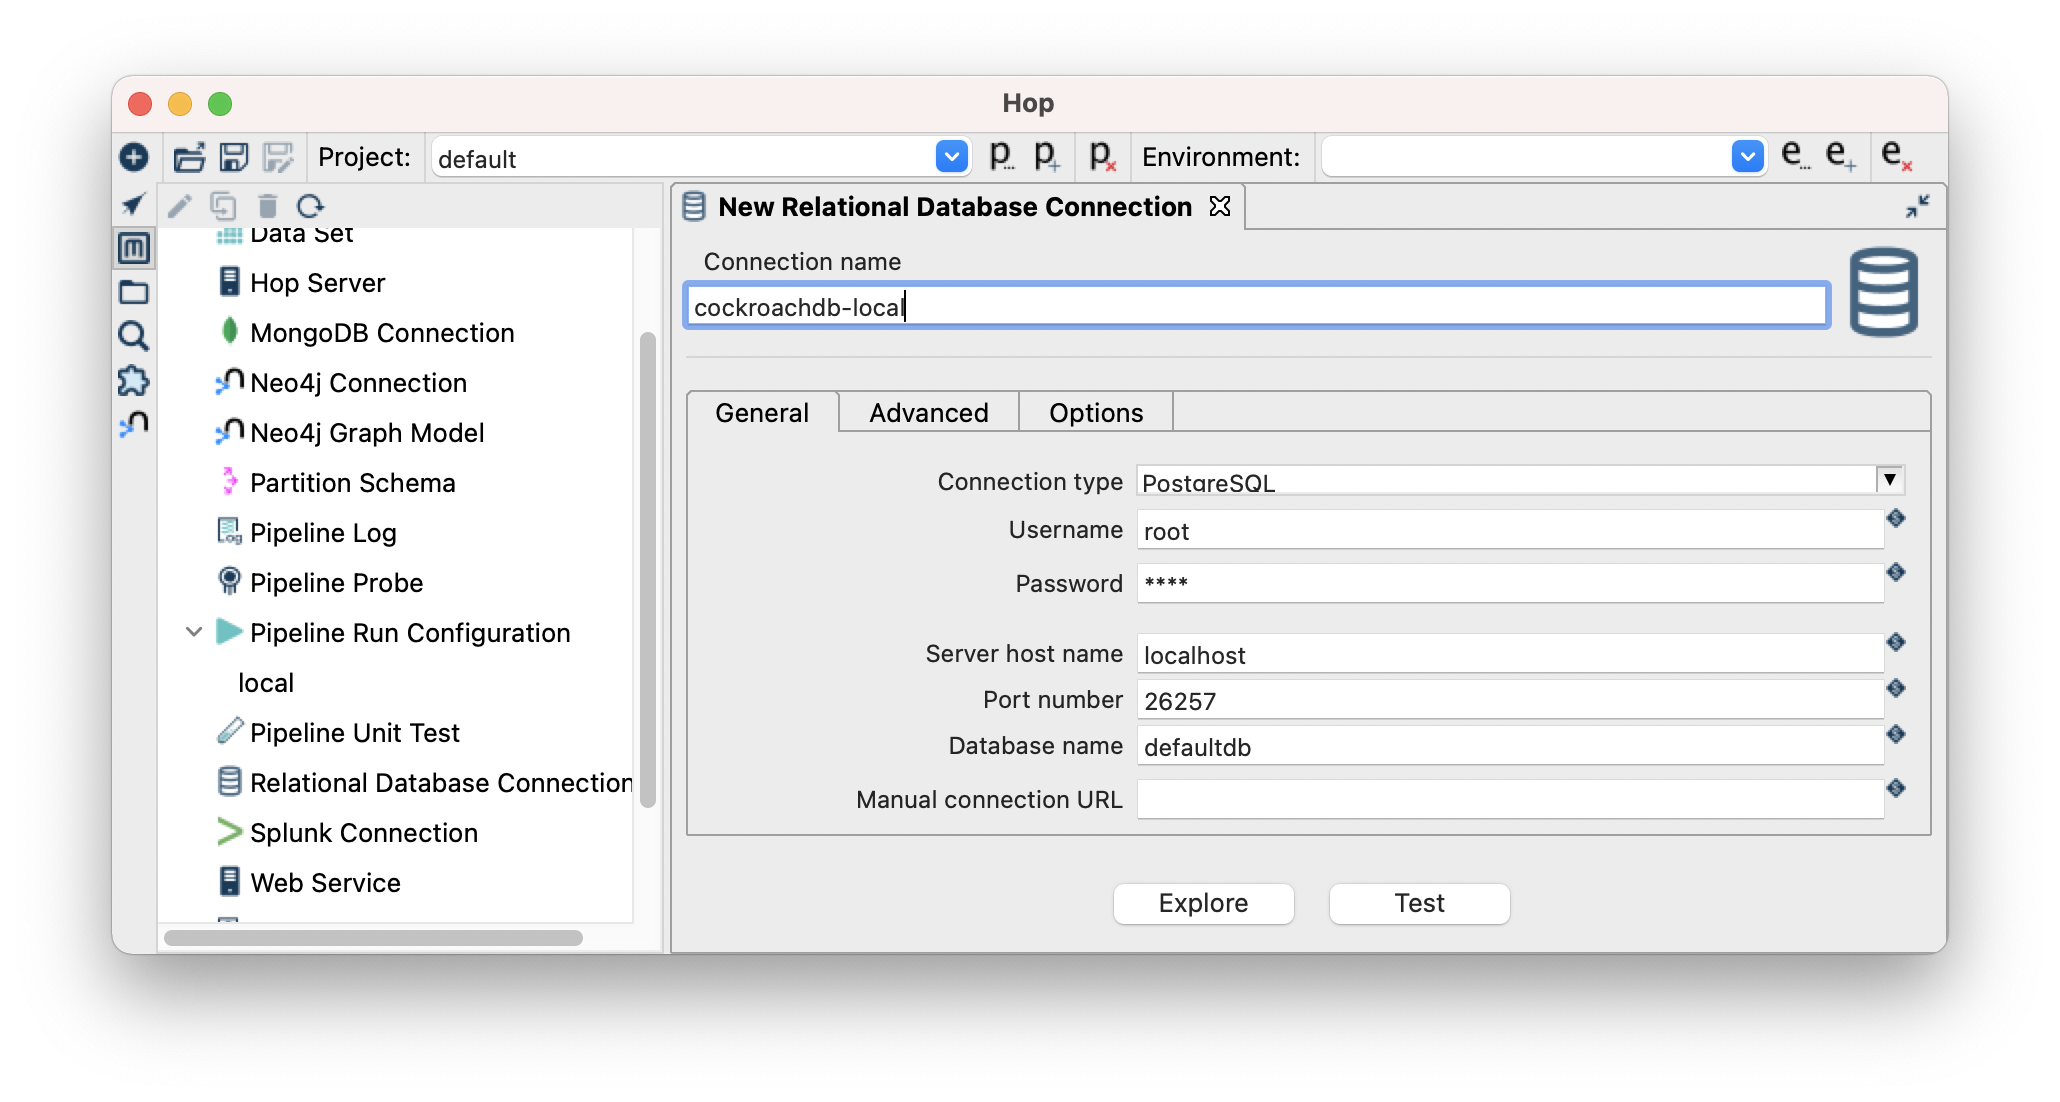 Hop
Project: default p... p+ px Environment: e... e+ ex
Data Set
Hop Server
MongoDB Connection
Neo4j Connection
Neo4j Graph Model
Partition Schema
Pipeline Log
Pipeline Probe
Pipeline Run Configuration
local
Pipeline Unit Test
Relational Database Connection
Splunk Connection
Web Service
New Relational Database Connection
Connection name
cockroachdb-local
General Advanced Options
Connection type PostgreSQL
Username root
Password ****
Server host name localhost
Port number 26257
Database name defaultdb
Manual connection URL
Explore Test